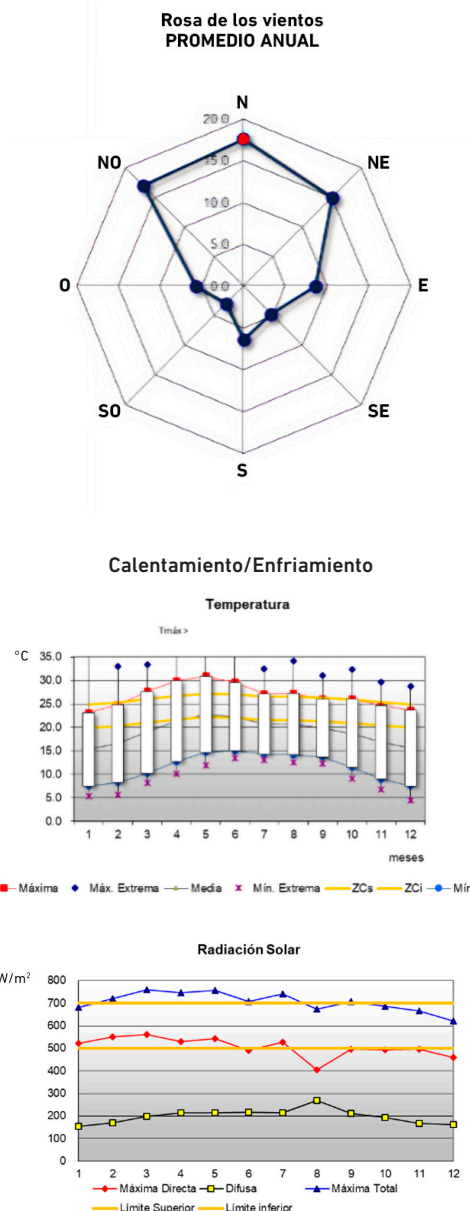 Rosa de los vientos
PROMEDIO ANUAL
N
20.0
NO
NE
15.0
10.0
5.0
O
0.0
E
SO
SE
S
Calentamiento/Enfriamiento
Temperatura
Tmáx >
°C
35.0
30.0
25.0
20.0
15.0
10.0
5.0
0.0
1 2 3 4 5 6 7 8 9 10 11 12
meses
Máxima Máx. Extrema Media Mín. Extrema ZCs ZCi Mín
Radiación Solar
W/m²
800
700
600
500
400
300
200
100
0
1 2 3 4 5 6 7 8 9 10 11 12
Máxima Directa Difusa Máxima Total
Límite Superior Límite inferior